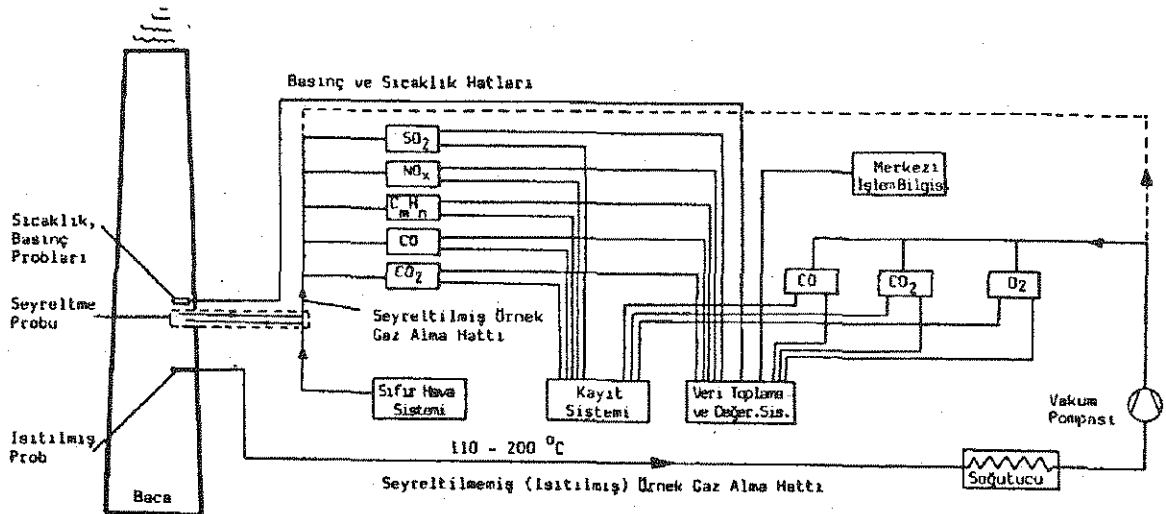 Basınç ve Sıcaklık Hatları
SO2
NOx
CmHn
CO
CO2
Merkezi
İşlem Bilgis.
Sıcaklık,
Basınç
Probları
Seyreltme
Probu
Seyreltilmiş Örnek
Gaz Alma Hattı
CO
CO2
O2
Sıfır Hava
Sistemi
Kayıt
Sistemi
Veri Toplama
ve Değer.Sis.
Vakum
Pompası
Isıtılmış
Prob
110 - 200 °C
Soğutucu
Seyreltilmemiş (Isıtılmış) Örnek Gaz Alma Hattı
Baca